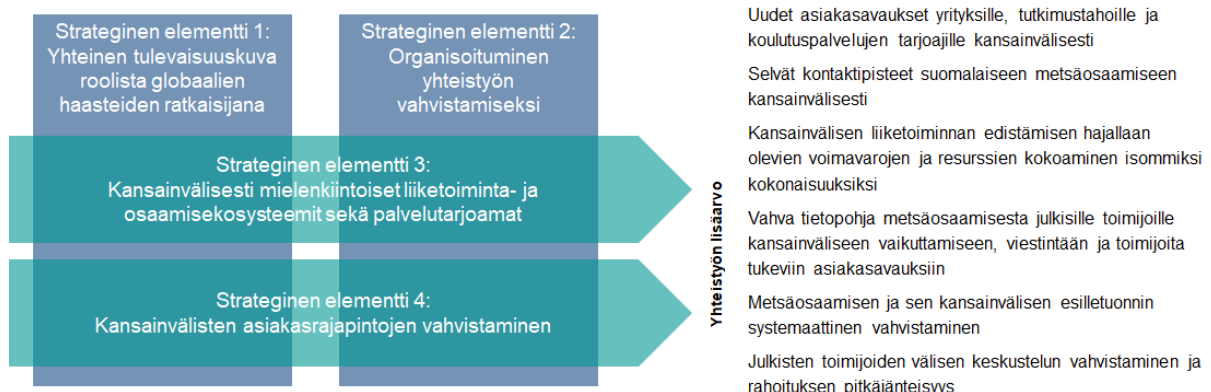 Strateginen elementti 1:
Yhteinen tulevaisuuskuva
roolista globaalien
haasteiden ratkaisijana
Strateginen elementti 2:
Organisoituminen
yhteistyön
vahvistamiseksi
Strateginen elementti 3:
Kansainvälisesti mielenkiintoiset liiketoiminta- ja
osaamisekosysteemit sekä palvelutarjoamat
Strateginen elementti 4:
Kansainvälisten asiakasrajapintojen vahvistaminen
Yhteistyön lisäarvo
Uudet asiakasavaukset yrityksille, tutkimustahoille ja
koulutuspalvelujen tarjoajille kansainvälisesti
Selvät kontaktipisteet suomalaiseen metsäosaamiseen
kansainvälisesti
Kansainvälisen liiketoiminnan edistämisen hajallaan
olevien voimavarojen ja resurssien kokoaminen isommiksi
kokonaisuuksiksi
Vahva tietopohja metsäosaamisesta julkisille toimijoille
kansainväliseen vaikuttamiseen, viestintään ja toimijoita
tukeviin asiakasavauksiin
Metsäosaamisen ja sen kansainvälisen esilletuonnin
systemaattinen vahvistaminen
Julkisten toimijoiden välisen keskustelun vahvistaminen ja
rahoituksen pitkäjänteisyys